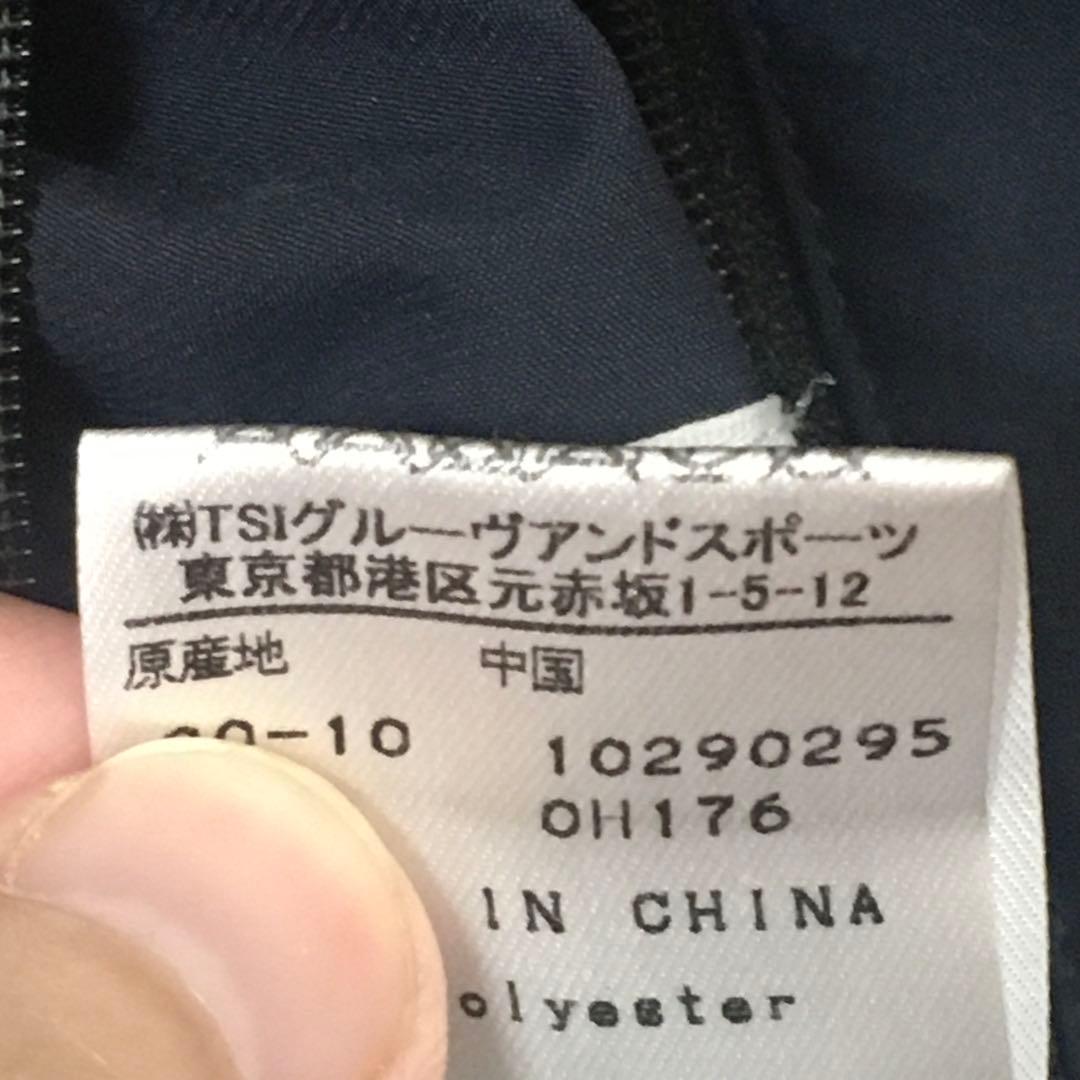 ㈱TSIグルーヴアンドスポーツ
東京都港区元赤坂1-5-12
原産地 中国
10290295
0H176
IN CHINA
olyester